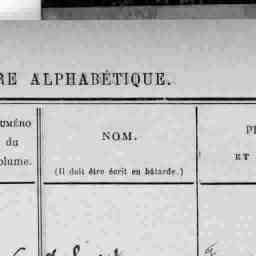 RE ALPHABÉTIQUE.
UMÉRO
du
olume.
NOM.
(Il doit être écrit en bâtarde.)
P
ET